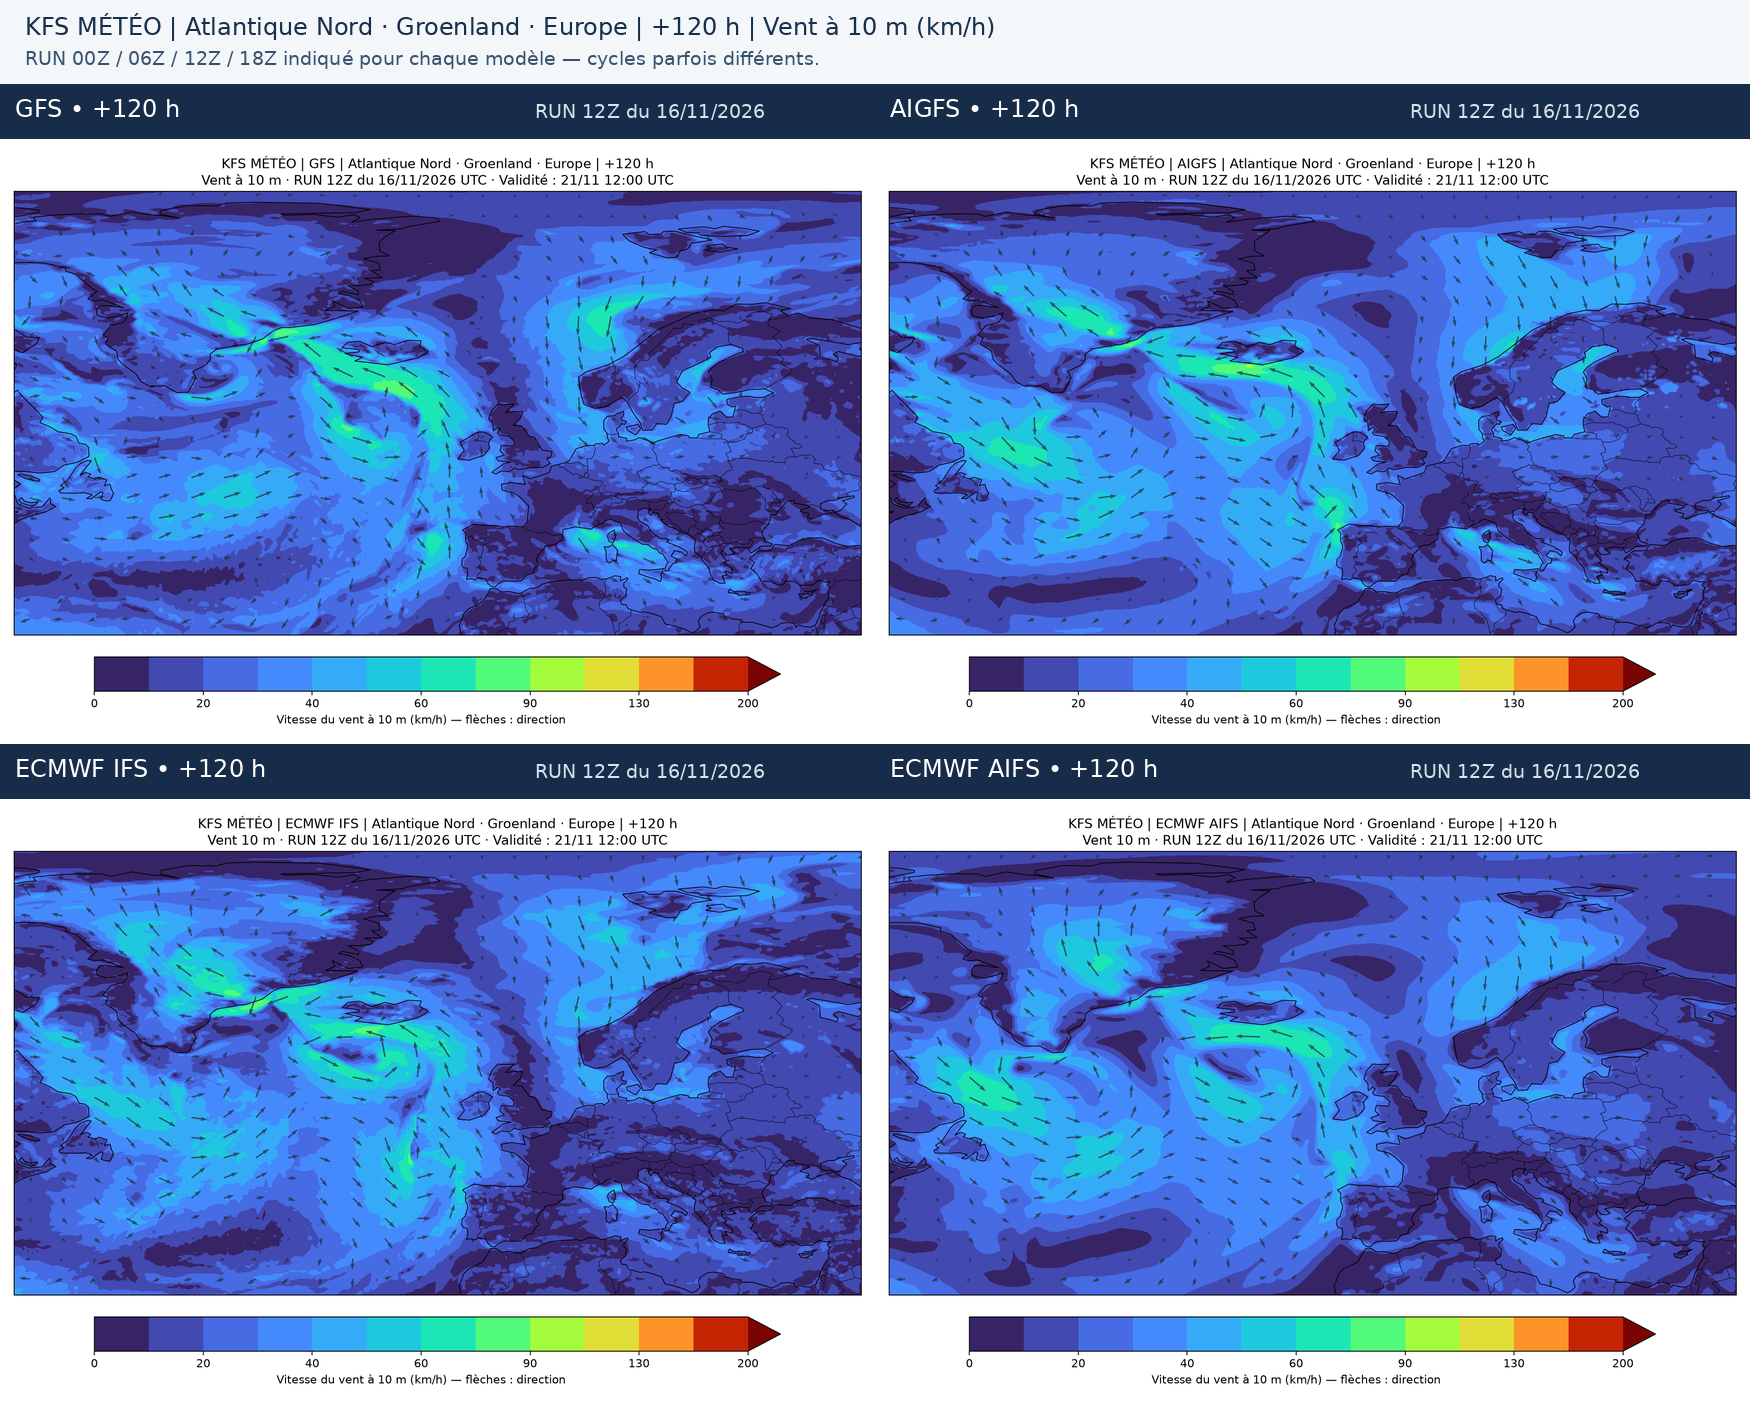 KFS MÉTÉO | Atlantique Nord · Groenland · Europe | +120 h | Vent à 10 m (km/h)
RUN 00Z / 06Z / 12Z / 18Z indiqué pour chaque modèle — cycles parfois différents.
GFS • +120 h RUN 12Z du 16/11/2026
KFS MÉTÉO | GFS | Atlantique Nord · Groenland · Europe | +120 h
Vent à 10 m · RUN 12Z du 16/11/2026 UTC · Validité : 21/11 12:00 UTC
0 20 40 60 90 130 200
Vitesse du vent à 10 m (km/h) — flèches : direction
AIGFS • +120 h RUN 12Z du 16/11/2026
KFS MÉTÉO | AIGFS | Atlantique Nord · Groenland · Europe | +120 h
Vent à 10 m · RUN 12Z du 16/11/2026 UTC · Validité : 21/11 12:00 UTC
0 20 40 60 90 130 200
Vitesse du vent à 10 m (km/h) — flèches : direction
ECMWF IFS • +120 h RUN 12Z du 16/11/2026
KFS MÉTÉO | ECMWF IFS | Atlantique Nord · Groenland · Europe | +120 h
Vent 10 m · RUN 12Z du 16/11/2026 UTC · Validité : 21/11 12:00 UTC
0 20 40 60 90 130 200
Vitesse du vent à 10 m (km/h) — flèches : direction
ECMWF AIFS • +120 h RUN 12Z du 16/11/2026
KFS MÉTÉO | ECMWF AIFS | Atlantique Nord · Groenland · Europe | +120 h
Vent 10 m · RUN 12Z du 16/11/2026 UTC · Validité : 21/11 12:00 UTC
0 20 40 60 90 130 200
Vitesse du vent à 10 m (km/h) — flèches : direction